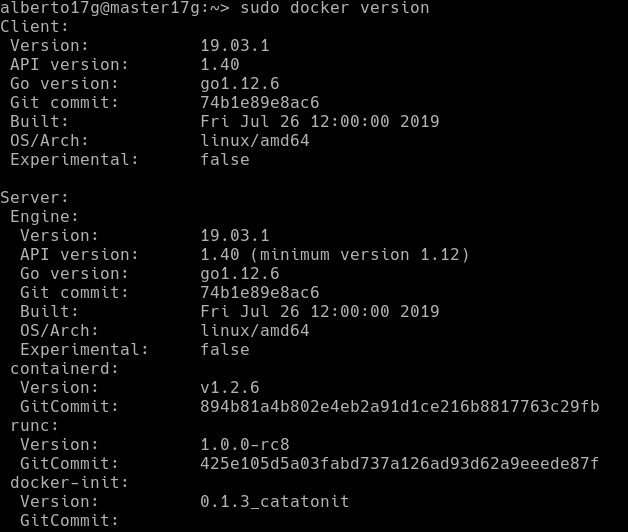 alberto17g@master17g:~> sudo docker version
Client:
 Version:           19.03.1
 API version:       1.40
 Go version:        go1.12.6
 Git commit:        74b1e89e8ac6
 Built:             Fri Jul 26 12:00:00 2019
 OS/Arch:           linux/amd64
 Experimental:      false

Server:
 Engine:
  Version:          19.03.1
  API version:      1.40 (minimum version 1.12)
  Go version:       go1.12.6
  Git commit:       74b1e89e8ac6
  Built:            Fri Jul 26 12:00:00 2019
  OS/Arch:          linux/amd64
  Experimental:     false
 containerd:
  Version:          v1.2.6
  GitCommit:        894b81a4b802e4eb2a91d1ce216b8817763c29fb
 runc:
  Version:          1.0.0-rc8
  GitCommit:        425e105d5a03fabd737a126ad93d62a9eeede87f
 docker-init:
  Version:          0.1.3_catatonit
  GitCommit: